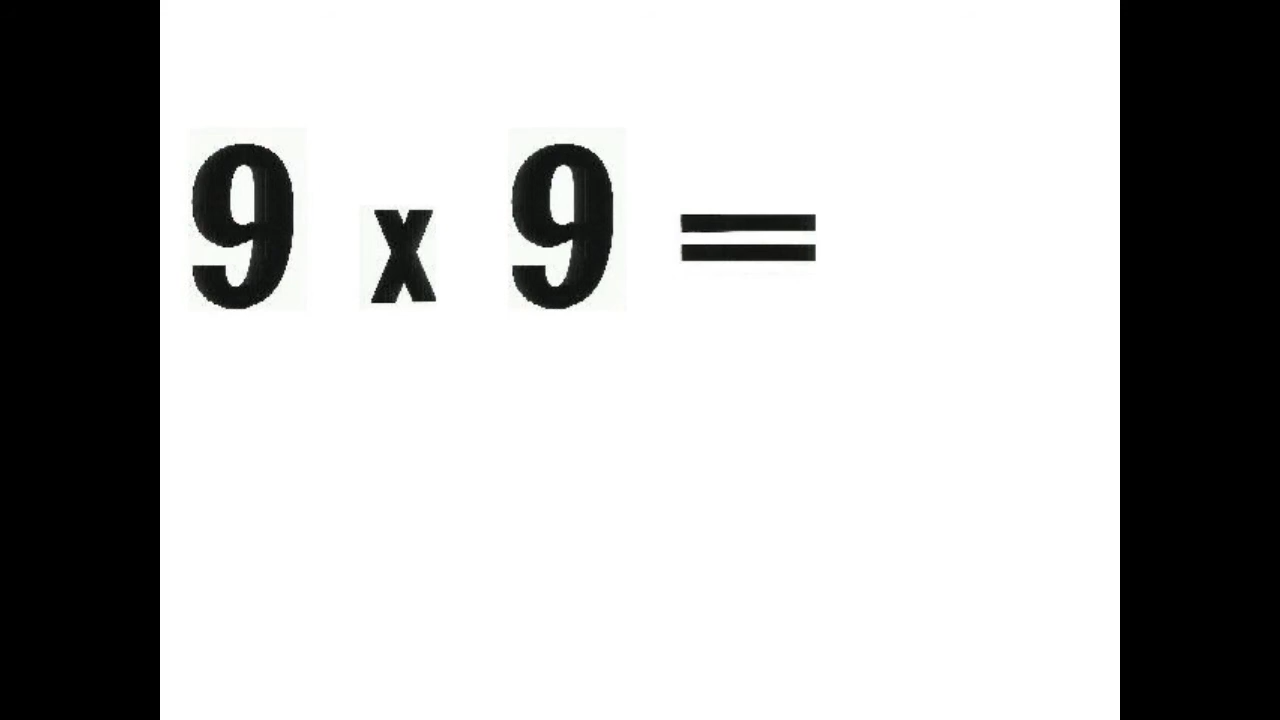 9 x 9 =